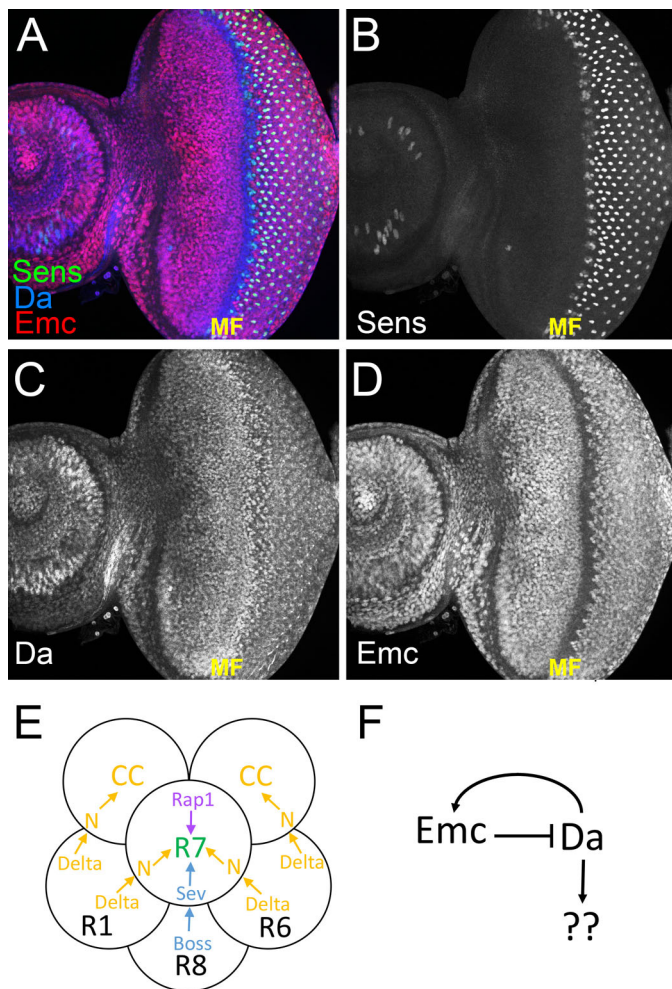 A
Sens
Da
Emc
MF
B
Sens
MF
C
Da
MF
D
Emc
MF
E
CC
CC
N
Rap1
N
Delta
N
R7
N
Delta
Delta
Sev
Delta
R1
R6
Boss
R8
F
Emc
Da
??